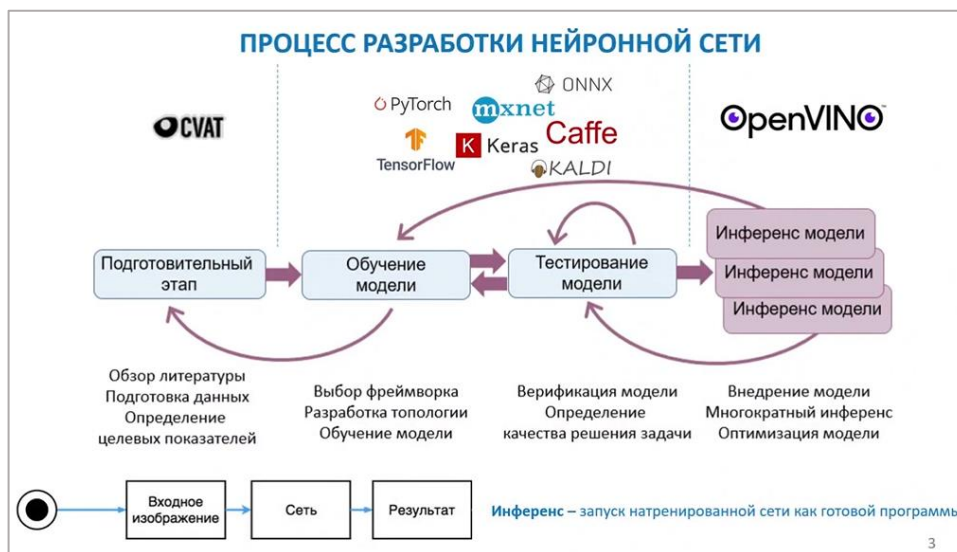 ПРОЦЕСС РАЗРАБОТКИ НЕЙРОННОЙ СЕТИ
CVAT
PyTorch
mxnet
ONNX
TensorFlow
K Keras
Caffe
KALDI
OpenVINO™
Подготовительный
этап
Обучение
модели
Тестирование
модели
Инференс модели
Инференс модели
Инференс модели
Обзор литературы
Подготовка данных
Определение
целевых показателей
Выбор фреймворка
Разработка топологии
Обучение модели
Верификация модели
Определение
качества решения задачи
Внедрение модели
Многократный инференс
Оптимизация модели
Входное
изображение
Сеть
Результат
Инференс – запуск натренированной сети как готовой программы
3